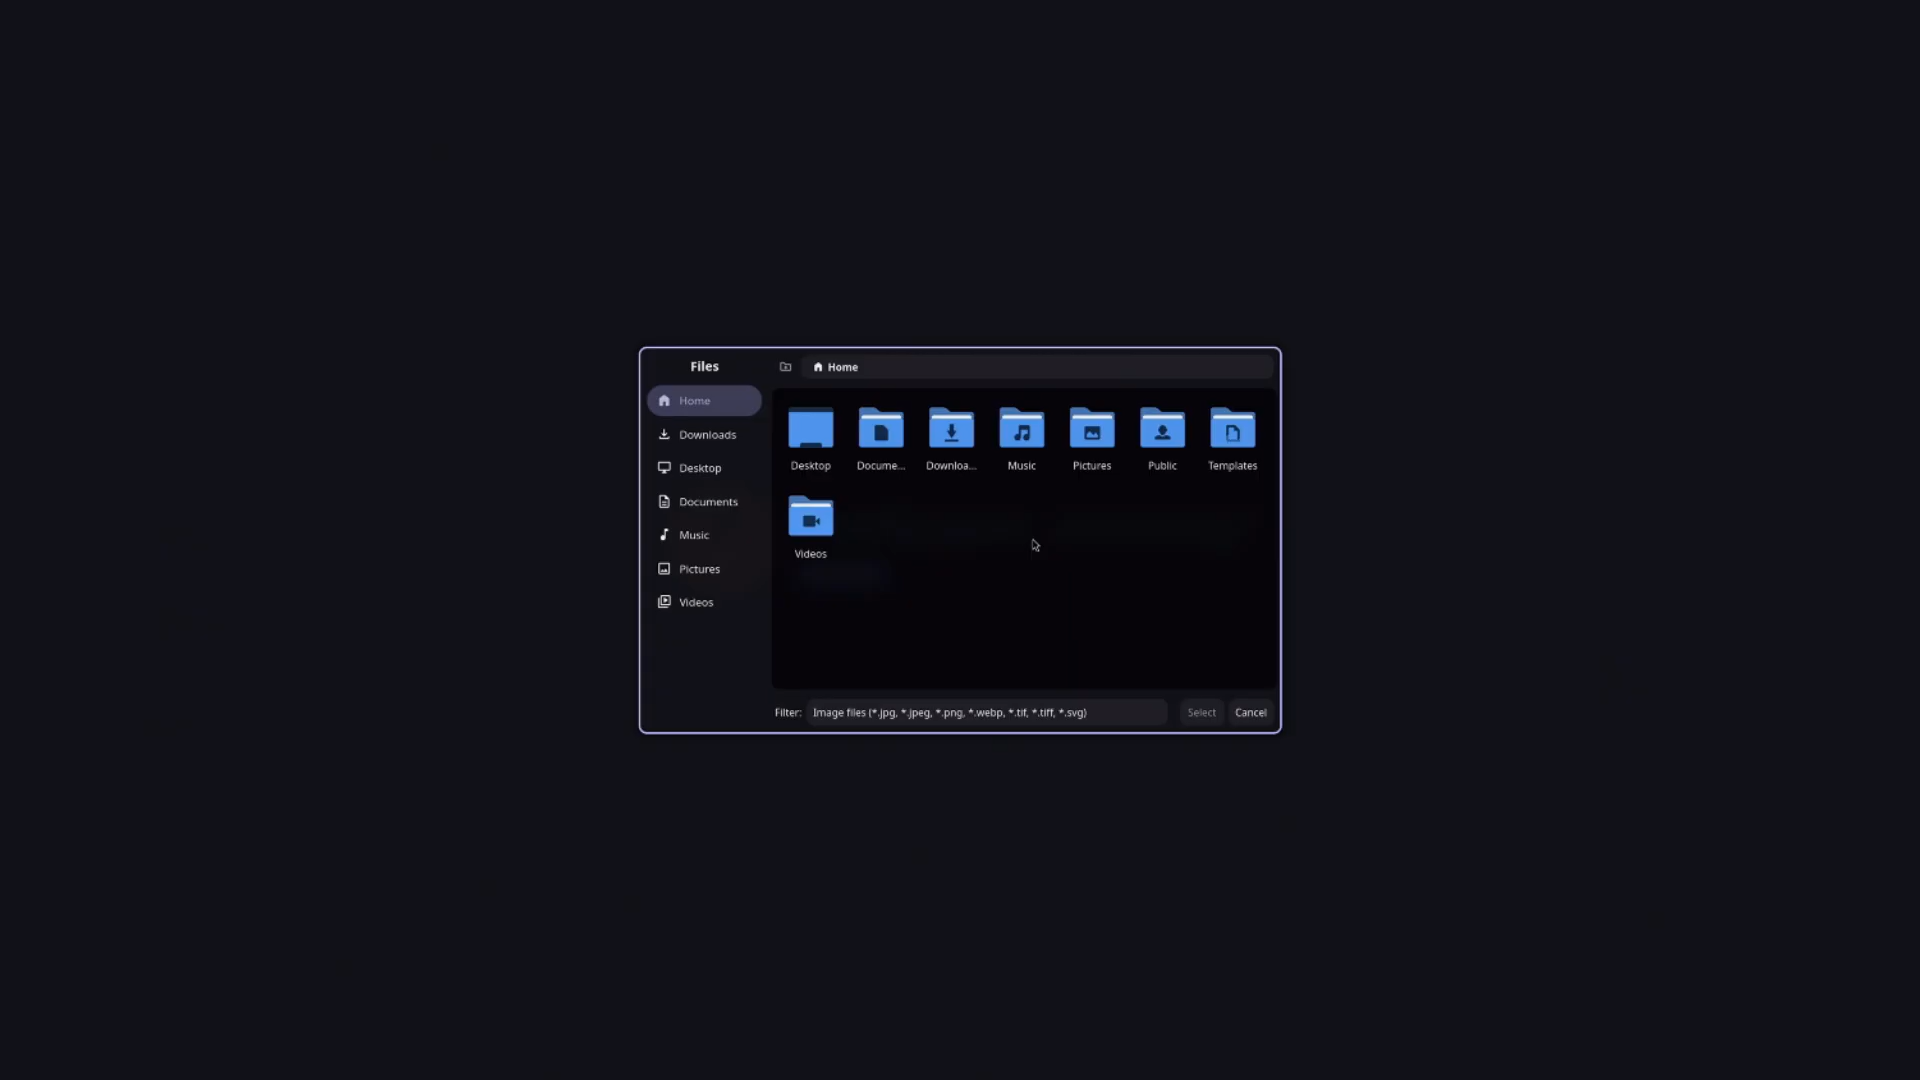 Files
Home
Home
Downloads
Desktop
Documents
Music
Pictures
Videos
Desktop
Docume...
Downloa...
Music
Pictures
Public
Templates
Videos
Filter:
Image files (*.jpg, *.jpeg, *.png, *.webp, *.tif, *.tiff, *.svg)
Select
Cancel